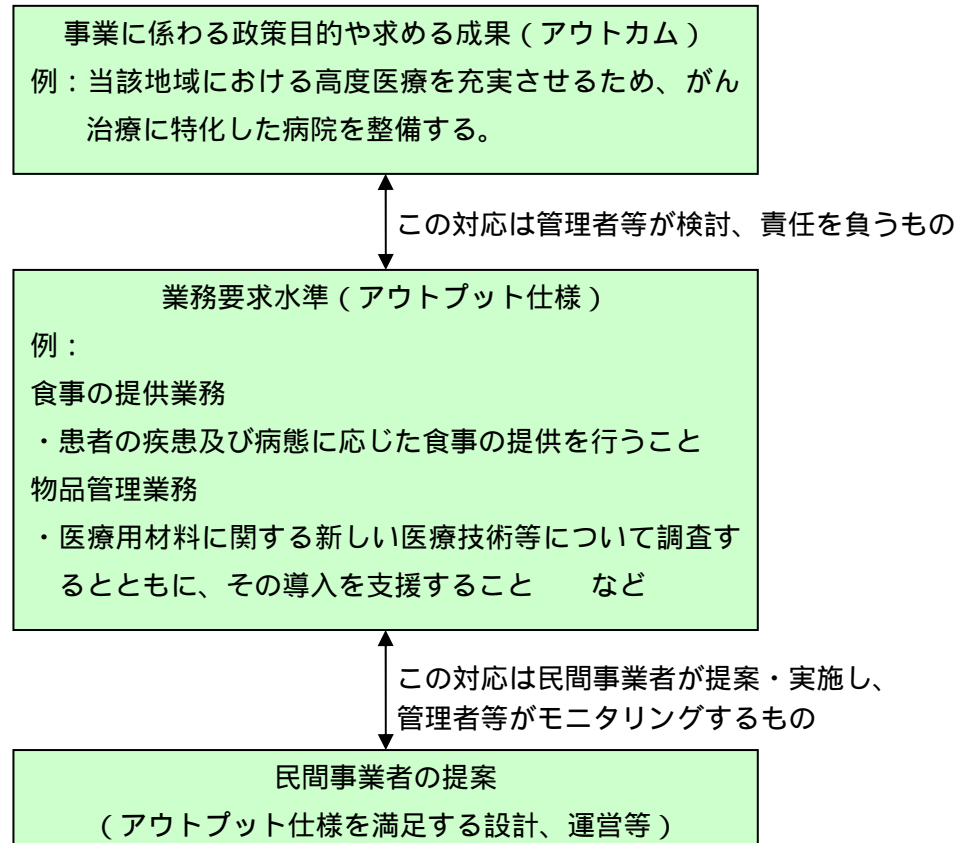 事業に係わる政策目的や求める成果（アウトカム）
例：当該地域における高度医療を充実させるため、がん
治療に特化した病院を整備する。
この対応は管理者等が検討、責任を負うもの
業務要求水準（アウトプット仕様）
例：
食事の提供業務
・患者の疾患及び病態に応じた食事の提供を行うこと
物品管理業務
・医療用材料に関する新しい医療技術等について調査す
るとともに、その導入を支援すること　　など
この対応は民間事業者が提案・実施し、
管理者等がモニタリングするもの
民間事業者の提案
（アウトプット仕様を満足する設計、運営等）